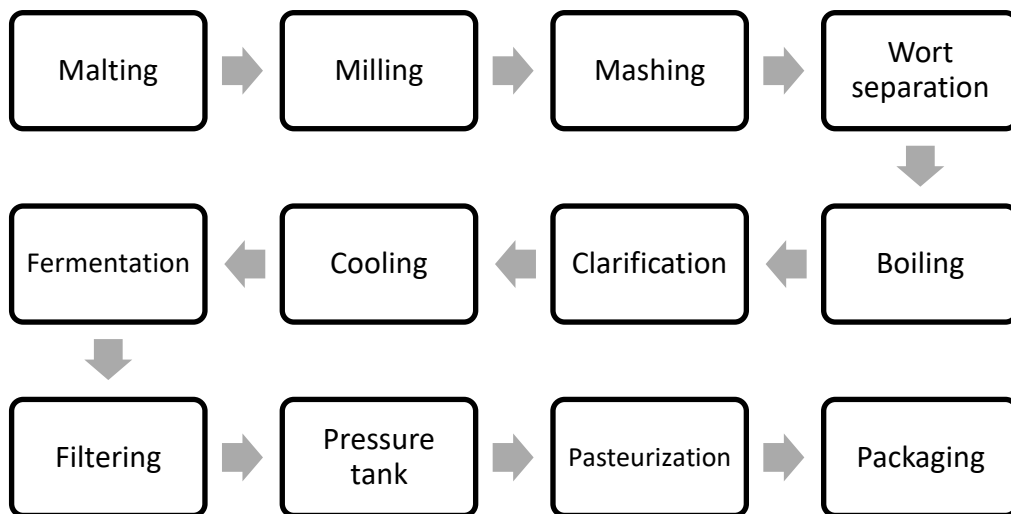 Malting
Milling
Mashing
Wort
separation
Boiling
Clarification
Cooling
Fermentation
Filtering
Pressure
tank
Pasteurization
Packaging